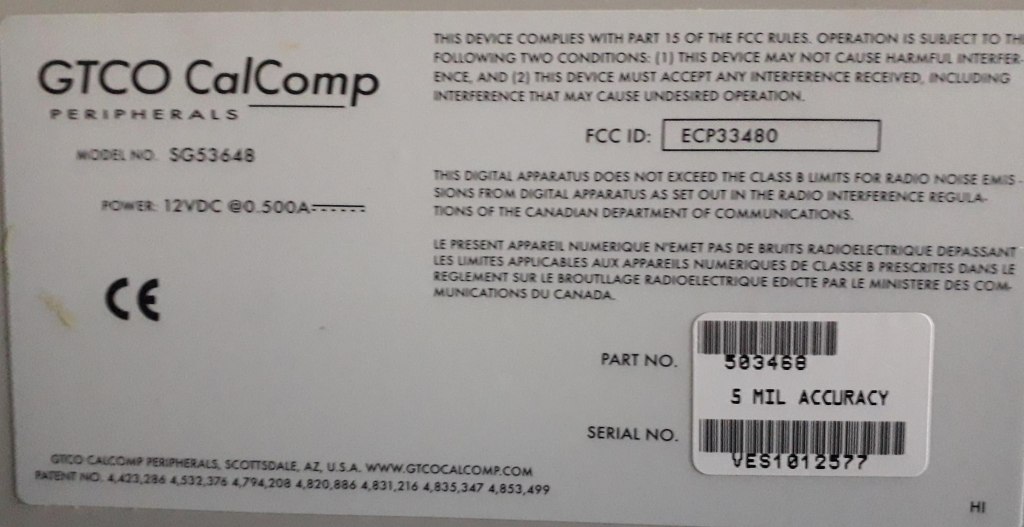 GTCO CalComp
PERIPHERALS
MODEL NO. SG53648
POWER: 12VDC @0.500A
CE
THIS DEVICE COMPLIES WITH PART 15 OF THE FCC RULES. OPERATION IS SUBJECT TO TH
FOLLOWING TWO CONDITIONS: (1) THIS DEVICE MAY NOT CAUSE HARMFUL INTERFER-
ENCE, AND (2) THIS DEVICE MUST ACCEPT ANY INTERFERENCE RECEIVED, INCLUDING
INTERFERENCE THAT MAY CAUSE UNDESIRED OPERATION.
FCC ID: ECP33480
THIS DIGITAL APPARATUS DOES NOT EXCEED THE CLASS B LIMITS FOR RADIO NOISE EMIS-
SIONS FROM DIGITAL APPARATUS AS SET OUT IN THE RADIO INTERFERENCE REGULA-
TIONS OF THE CANADIAN DEPARTMENT OF COMMUNICATIONS.
LE PRESENT APPAREIL NUMERIQUE N'EMET PAS DE BRUITS RADIOELECTRIQUE DEPASSANT
LES LIMITES APPLICABLES AUX APPAREILS NUMERIQUES DE CLASSE B PRESCRITES DANS LE
REGLEMENT SUR LE BROUTLLAGE RADIOELECTRIQUE EDICTE PAR LE MINISTERE DES COM-
MUNICATIONS DU CANADA.
PART NO. 503468
5 MIL ACCURACY
SERIAL NO. VES1012577
GTCO CALCOMP PERIPHERALS, SCOTTSDALE, AZ, U.S.A. WWW.GTCOCALCOMP.COM
PATENT NO. 4,423,286 4,532,376 4,794,208 4,820,886 4,831,216 4,835,347 4,853,499
HI